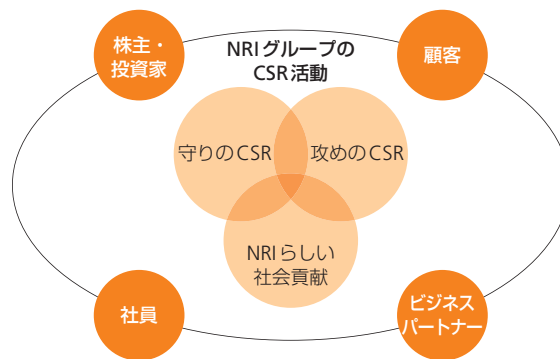 株主・
投資家
NRIグループの
CSR活動
顧客
守りのCSR
攻めのCSR
NRIらしい
社会貢献
社員
ビジネス
パートナー